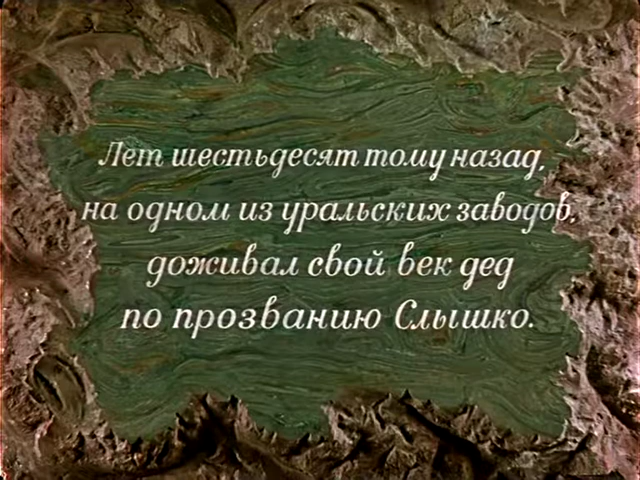 Лет шестьдесят тому назад,
на одном из уральских заводов,
доживал свой век дед
по прозванию Слышко.